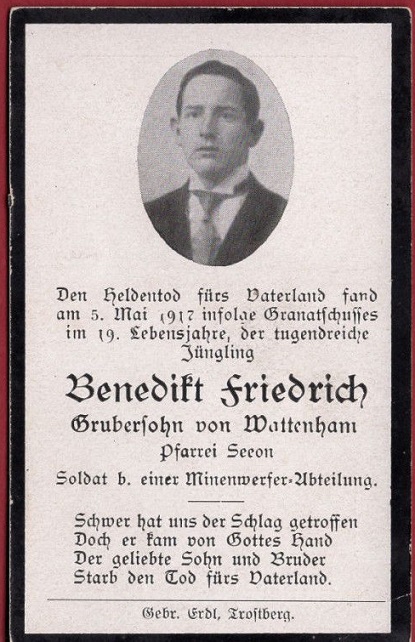 Den Heldentod fürs Vaterland fand
am 5. Mai 1917 infolge Granatschusses
im 19. Lebensjahre, der tugendreiche
Jüngling
Benedikt Friedrich
Grubersohn von Wattenham
Pfarrei Seeon
Soldat b. einer Minenwerfer-Abteilung.
Schwer hat uns der Schlag getroffen
Doch er kam von Gottes Hand
Der geliebte Sohn und Bruder
Starb den Tod fürs Vaterland.
Gebr. Erdl, Trostberg.